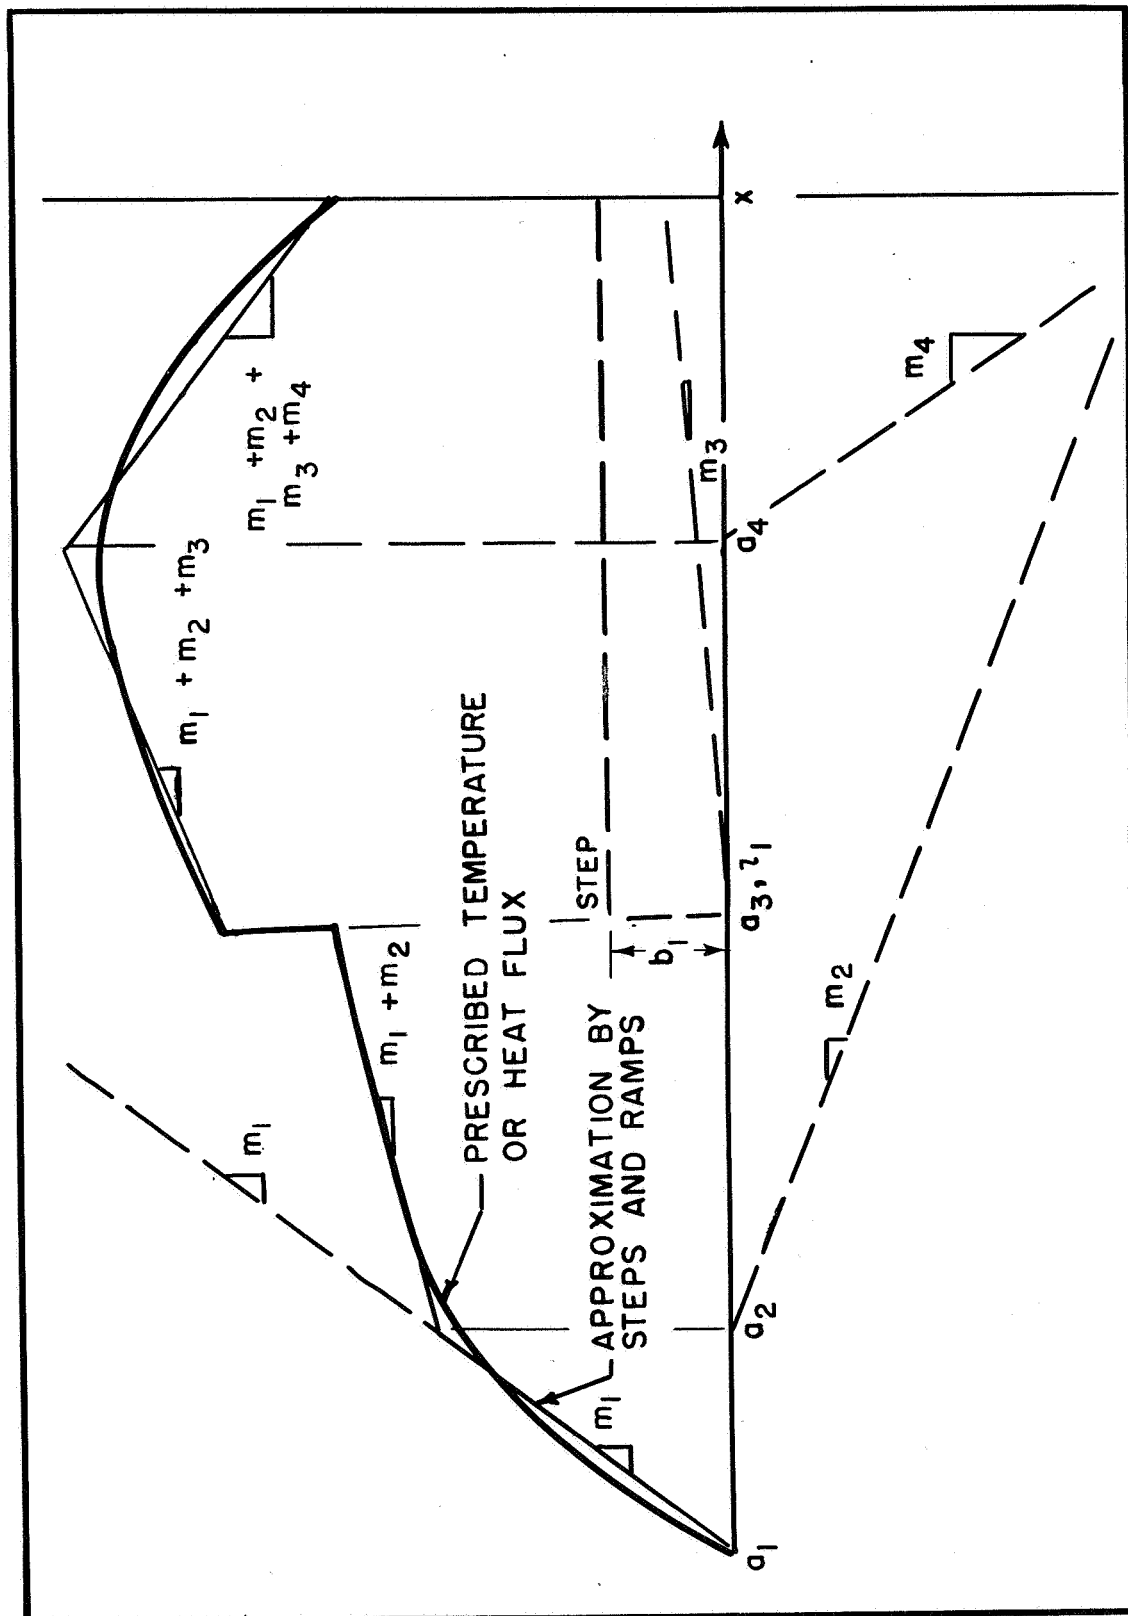 m₁
m₁ + m₂
m₁ + m₂ + m₃
m₁ + m₂ +
m₃ + m₄
PRESCRIBED TEMPERATURE
OR HEAT FLUX
APPROXIMATION BY
STEPS AND RAMPS
m₁
STEP
b₁
m₃
a₁
a₂
a₃, l₁
a₄
x
m₂
m₄